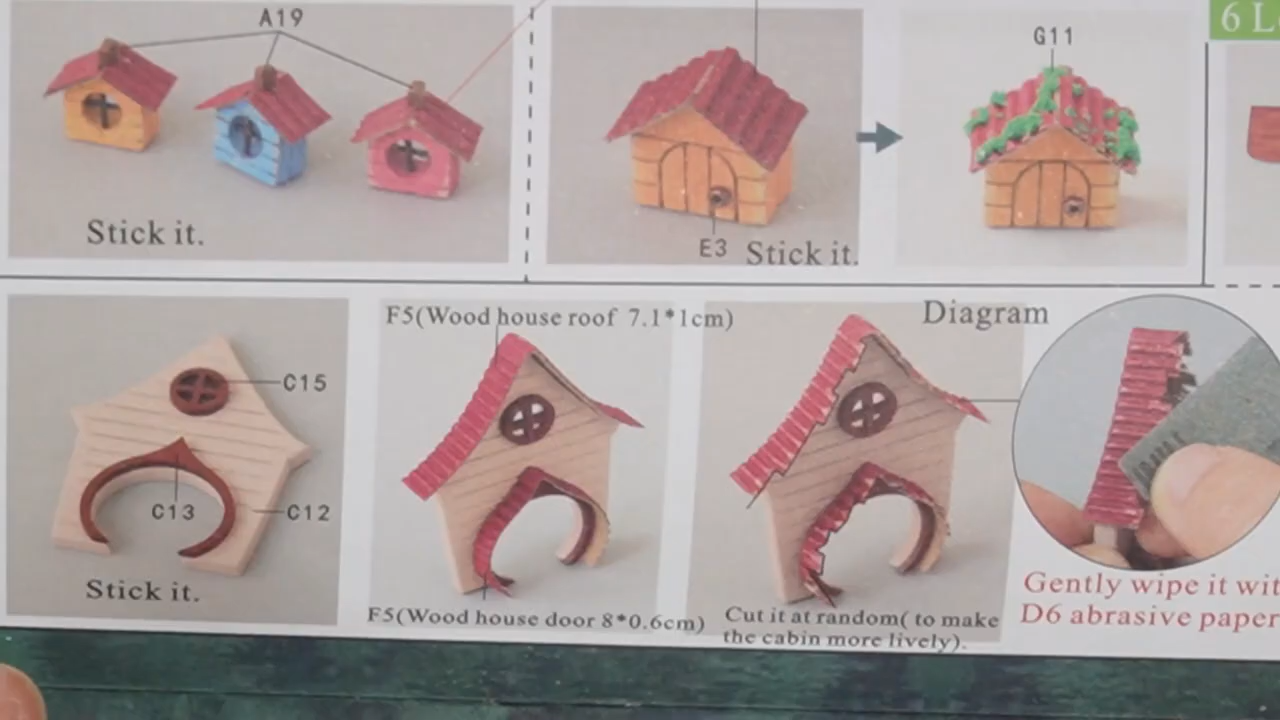 A19
Stick it.
E3 Stick it.
G11
6
C15
C13
C12
Stick it.
F5(Wood house roof 7.1*1cm)
F5(Wood house door 8*0.6cm)
Diagram
Cut it at random( to make
the cabin more lively).
Gently wipe it
D6 abrasive paper